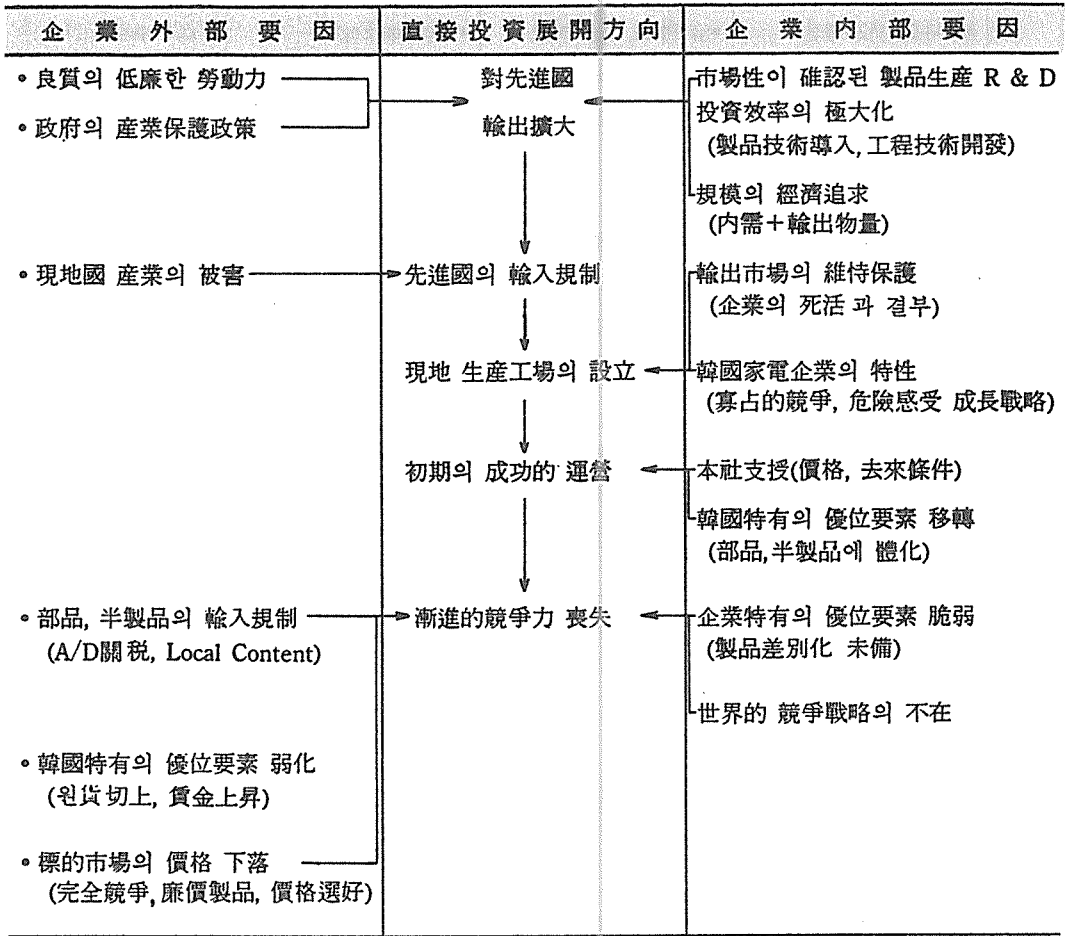 企業外部要因
直接投資展開方向
企業内部要因
• 良質의 低廉한 勞動力
• 政府의 産業保護政策
對先進國
輸出擴大
市場性이 確認된 製品生産 R & D
投資效率의 極大化
(製品技術導入, 工程技術開發)
規模의 經濟追求
(内需+輸出物量)
• 現地國 産業의 被害
先進國의 輸入規制
輸出市場의 維持保護
(企業의 死活 과 결부)
現地 生産工場의 設立
韓國家電企業의 特性
(寡占的競爭, 危險感受 成長戰略)
初期의 成功的 運營
本社支授(價格, 去來條件)
韓國特有의 優位要素 移轉
(部品, 半製品에 體化)
• 部品, 半製品의 輸入規制
(A/D關税, Local Content)
漸進的競爭力 喪失
企業特有의 優位要素 脆弱
(製品差別化 未備)
世界的 競爭戰略의 不在
• 韓國特有의 優位要素 弱化
(원貨切上, 賃金上昇)
• 標的市場의 價格 下落
(完全競爭, 廉價製品, 價格選好)